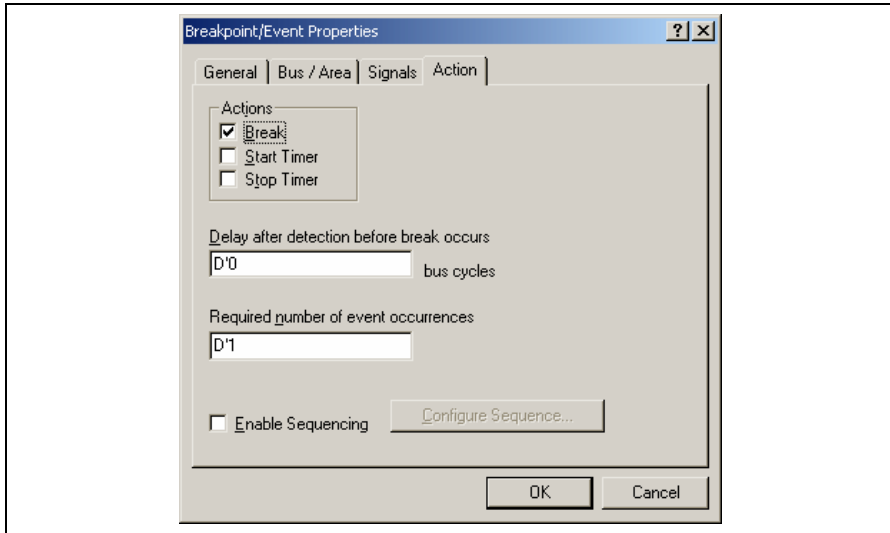 Breakpoint/Event Properties
General Bus / Area Signals Action
Actions
Break
Start Timer
Stop Timer
Delay after detection before break occurs
D'0 bus cycles
Required number of event occurrences
D'1
Enable Sequencing Configure Sequence...
OK Cancel